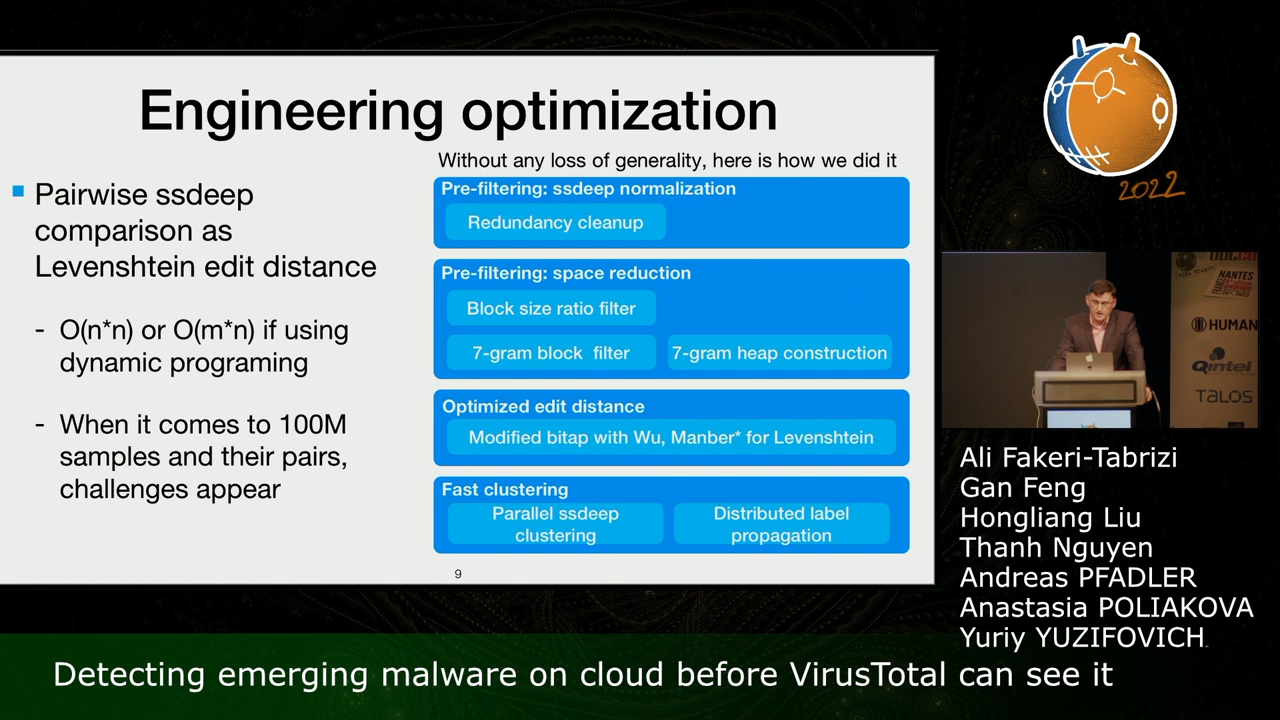 Engineering optimization
Without any loss of generality, here is how we did it
Pairwise ssdeep
comparison as
Levenshtein edit distance
- O(n*n) or O(m*n) if using
dynamic programing
- When it comes to 100M
samples and their pairs,
challenges appear
Pre-filtering: ssdeep normalization
Redundancy cleanup
Pre-filtering: space reduction
Block size ratio filter
7-gram block filter
7-gram heap construction
Optimized edit distance
Modified bitap with Wu, Manber* for Levenshtein
Fast clustering
Parallel ssdeep
clustering
Distributed label
propagation
9
2022
NANTES
HUMAN
Qintel
TALOS
Ali Fakeri-Tabrizi
Gan Feng
Hongliang Liu
Thanh Nguyen
Andreas PFADLER
Anastasia POLIAKOVA
Yuriy YUZIFOVICH
Detecting emerging malware on cloud before VirusTotal can see it